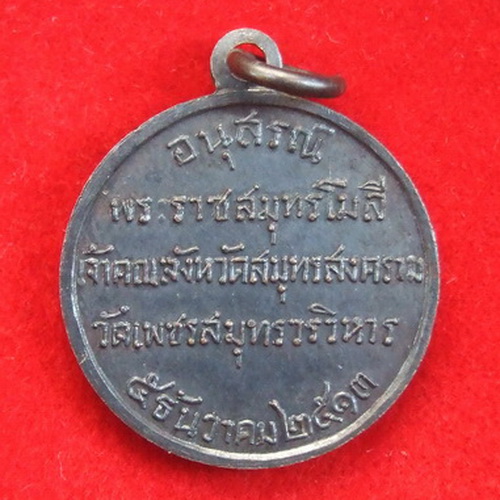 อนุสรณ์
พระราชสมุทรโมลี
เจ้าคณะจังหวัดสมุทรสงคราม
วัดเพชรสมุทรวรวิหาร
๕ ธันวาคม ๒๕๑๓